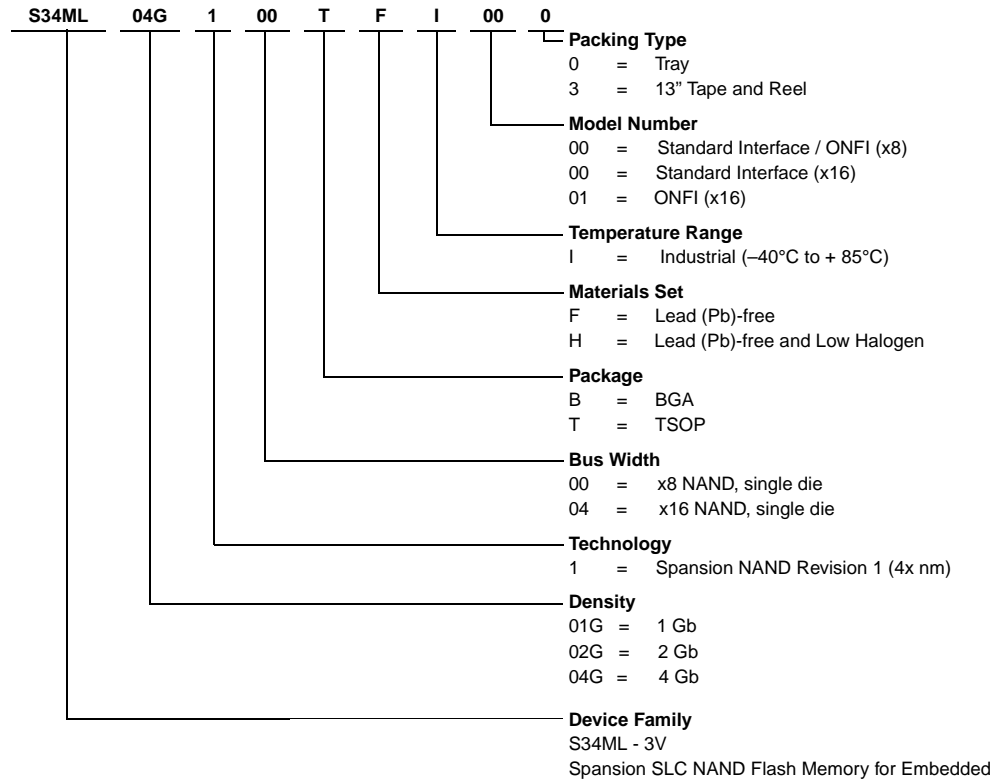 S34ML 04G 1 00 T F I 00 0
Packing Type
0 = Tray
3 = 13” Tape and Reel
Model Number
00 = Standard Interface / ONFI (x8)
00 = Standard Interface (x16)
01 = ONFI (x16)
Temperature Range
I = Industrial (–40°C to + 85°C)
Materials Set
F = Lead (Pb)-free
H = Lead (Pb)-free and Low Halogen
Package
B = BGA
T = TSOP
Bus Width
00 = x8 NAND, single die
04 = x16 NAND, single die
Technology
1 = Spansion NAND Revision 1 (4x nm)
Density
01G = 1 Gb
02G = 2 Gb
04G = 4 Gb
Device Family
S34ML - 3V
Spansion SLC NAND Flash Memory for Embedded